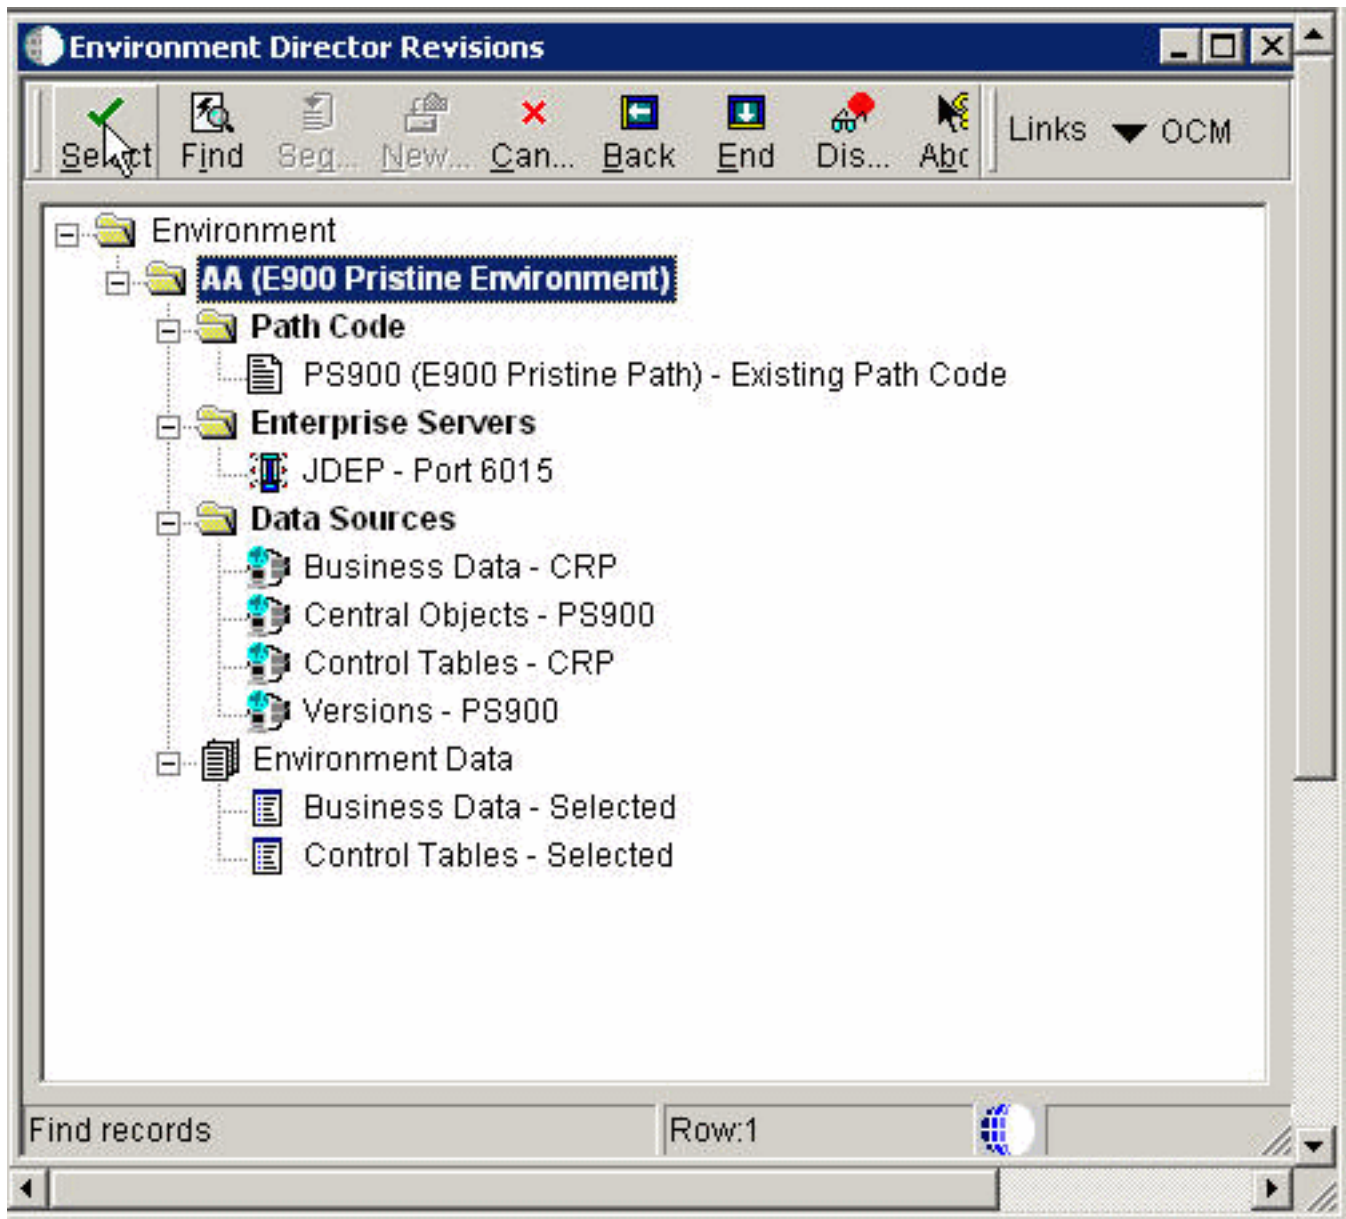 Environment Director Revisions
Select Find Seq... New... Can... Back End Dis... Abc Links OCM
Environment
AA (E900 Pristine Environment)
Path Code
PS900 (E900 Pristine Path) - Existing Path Code
Enterprise Servers
JDEP - Port 6015
Data Sources
Business Data - CRP
Central Objects - PS900
Control Tables - CRP
Versions - PS900
Environment Data
Business Data - Selected
Control Tables - Selected
Find records Row:1